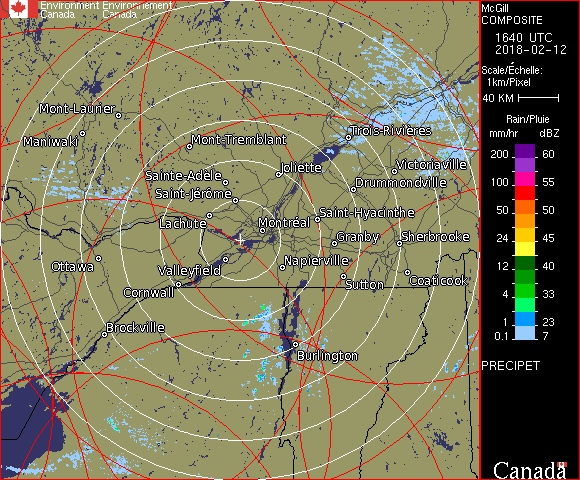 Environment Environnement
Canada Canada
McGill
COMPOSITE
1640 UTC
2018-02-12
Scale/Échelle:
1km/Pixel
40 KM
Rain/Pluie
mm/hr dBZ
200 60
100 55
50 50
24 45
12 40
4 33
1 23
0.1 7
PRECIPET
Canada
Mont-Laurier
Maniwaki
Mont-Tremblant
Trois-Rivières
Sainte-Adèle
Joliette
Victoriaville
Saint-Jérôme
Drummondville
Lachute
Montréal
Saint-Hyacinthe
Ottawa
Valleyfield
Granby
Sherbrooke
Napierville
Cornwall
Sutton
Coaticook
Brockville
Burlington